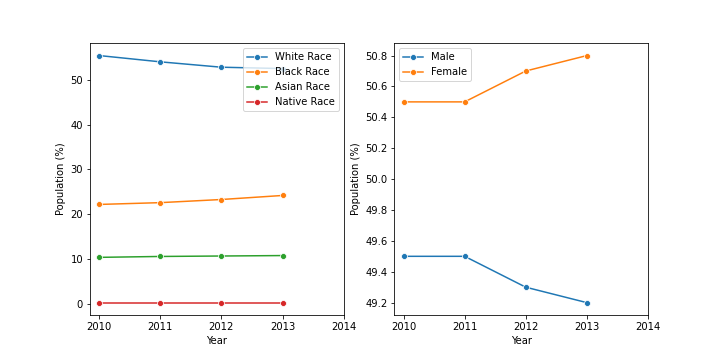 White Race
Black Race
Asian Race
Native Race
50
40
30
20
10
0
Population (%)
2010 2011 2012 2013 2014
Year
Male
Female
50.8
50.6
50.4
50.2
50.0
49.8
49.6
49.4
49.2
Population (%)
2010 2011 2012 2013 2014
Year